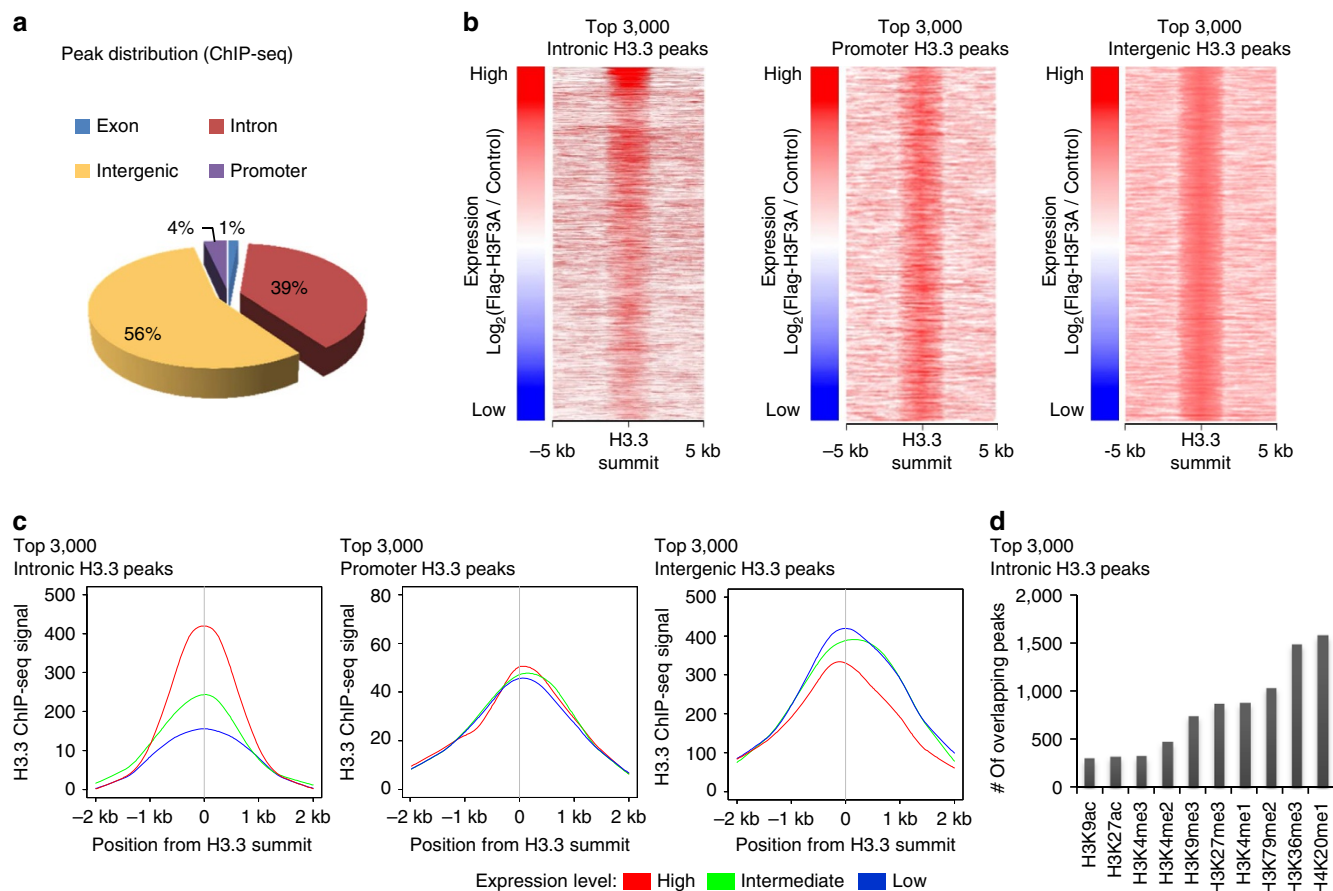 a
Peak distribution (ChIP-seq)
Exon
Intron
Intergenic
Promoter
4%
1%
39%
56%
b
Top 3,000
Intronic H3.3 peaks
High
Low
Expression
Log2(Flag-H3F3A / Control)
–5 kb
H3.3
summit
5 kb
Top 3,000
Promoter H3.3 peaks
High
Low
Expression
Log2(Flag-H3F3A / Control)
–5 kb
H3.3
summit
5 kb
Top 3,000
Intergenic H3.3 peaks
High
Low
Expression
Log2(Flag-H3F3A / Control)
-5 kb
H3.3
summit
5 kb
c
Top 3,000
Intronic H3.3 peaks
H3.3 ChIP-seq signal
500
400
300
200
10
0
–2 kb
–1 kb
0
1 kb
2 kb
Position from H3.3 summit
Top 3,000
Promoter H3.3 peaks
H3.3 ChIP-seq signal
80
60
40
20
0
–2 kb
–1 kb
0
1 kb
2 kb
Position from H3.3 summit
Top 3,000
Intergenic H3.3 peaks
H3.3 ChIP-seq signal
500
400
300
200
100
0
–2 kb
–1 kb
0
1 kb
2 kb
Position from H3.3 summit
Expression level:
High
Intermediate
Low
d
Top 3,000
Intronic H3.3 peaks
# Of overlapping peaks
2,000
1,500
1,000
500
0
H3K9ac
H3K27ac
H3K4me3
H3K4me2
H3K9me3
H3K27me3
H3K4me1
H3K79me2
H3K36me3
H4K20me1